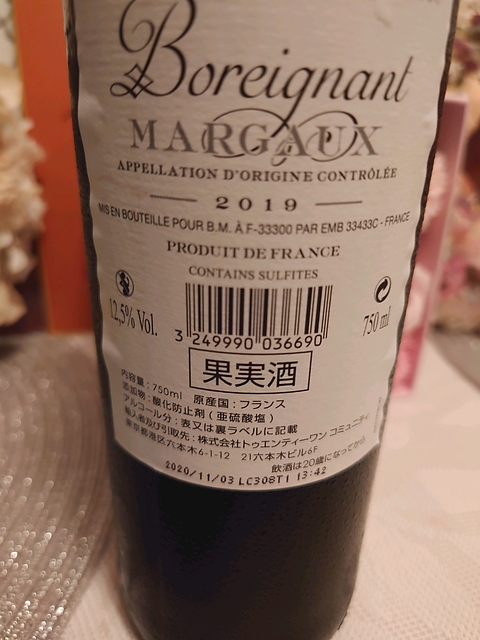 Boreignant
MARGAUX
APPELLATION D'ORIGINE CONTRÔLÉE
2019
MIS EN BOUTEILLE POUR B.M. À F-33300 PAR EMB 33433C - FRANCE
PRODUIT DE FRANCE
CONTAINS SULFITES
12,5% Vol.
750 ml
3 249990 036690
果実酒
内容量：750ml 原産国：フランス
添加物：酸化防止剤（亜硫酸塩）
アルコール分：表又は裏ラベルに記載
輸入者及び引取先：株式会社トゥエンティーワン コミュニティ
東京都港区六本木6-1-12 21六本木ビル6F
飲酒は20歳になってから
2020/11/03 LC308T1 13:42